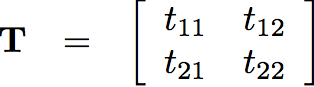 T = [ t11 t12
t21 t22 ]